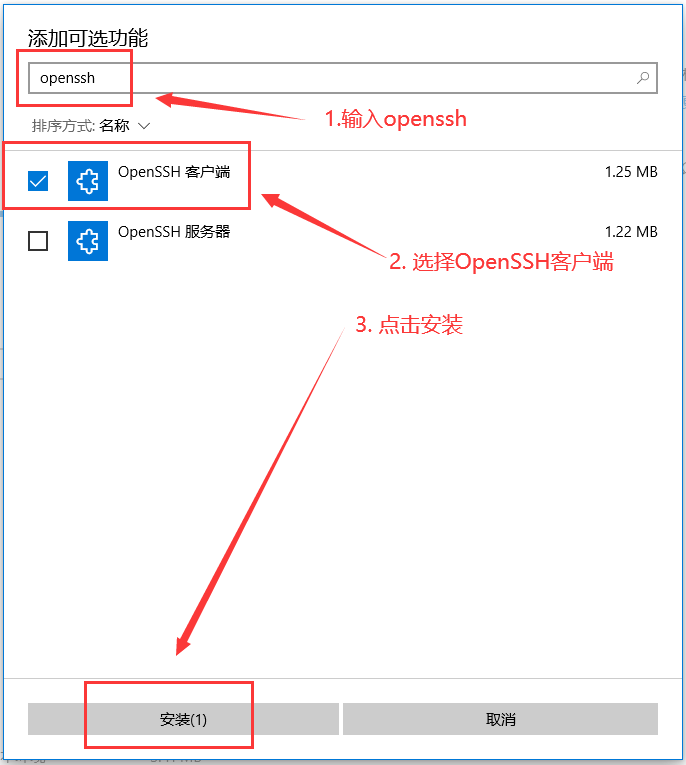 添加可选功能
openssh
1.输入openssh
排序方式: 名称
OpenSSH 客户端
1.25 MB
OpenSSH 服务器
1.22 MB
2. 选择OpenSSH客户端
3. 点击安装
安装(1)
取消